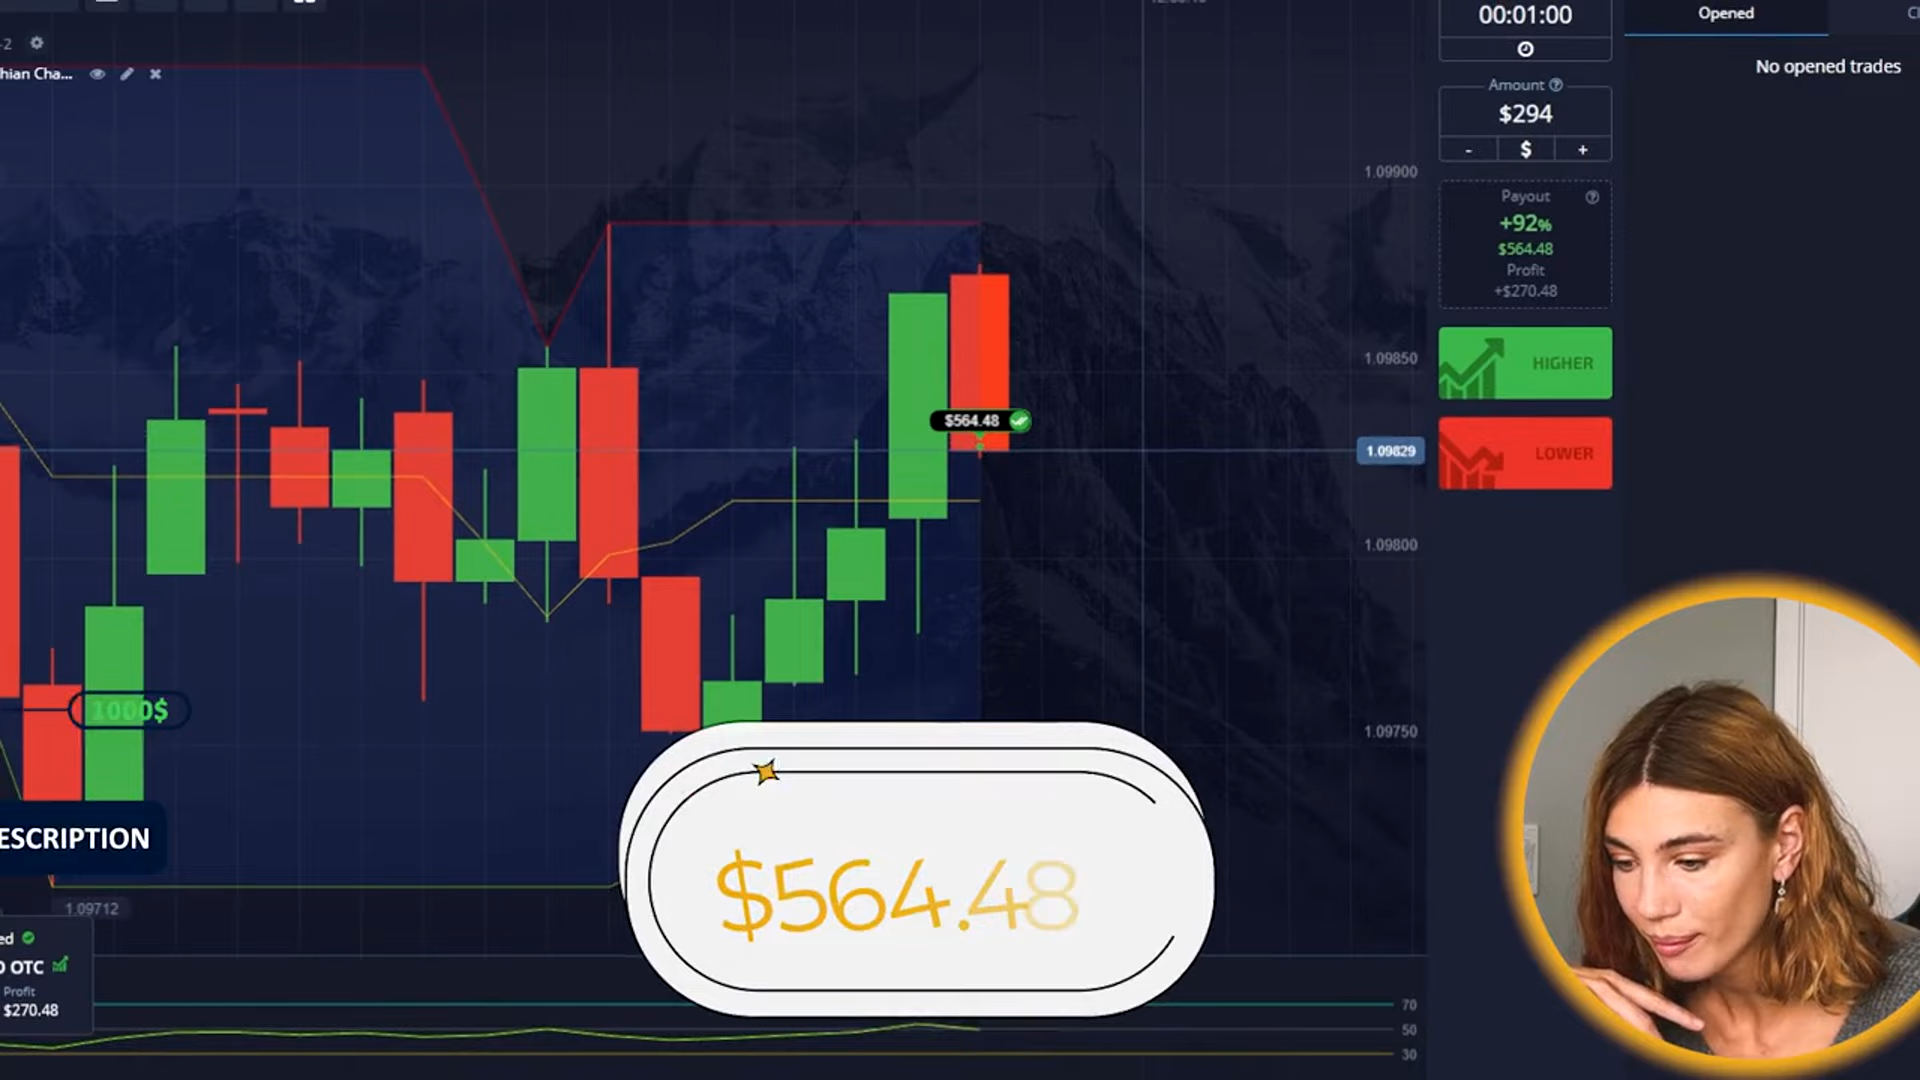 00:01:00
Opened
-2
hian Cha...
No opened trades
Amount
$294
- $ +
Payout
+92%
$564.48
Profit
+$270.48
HIGHER
LOWER
1.09900
1.09850
1.09829
1.09800
1.09750
$564.48
1000$
ESCRIPTION
$564.48
1.09712
ed
OTC
Profit
$270.48
70
50
30